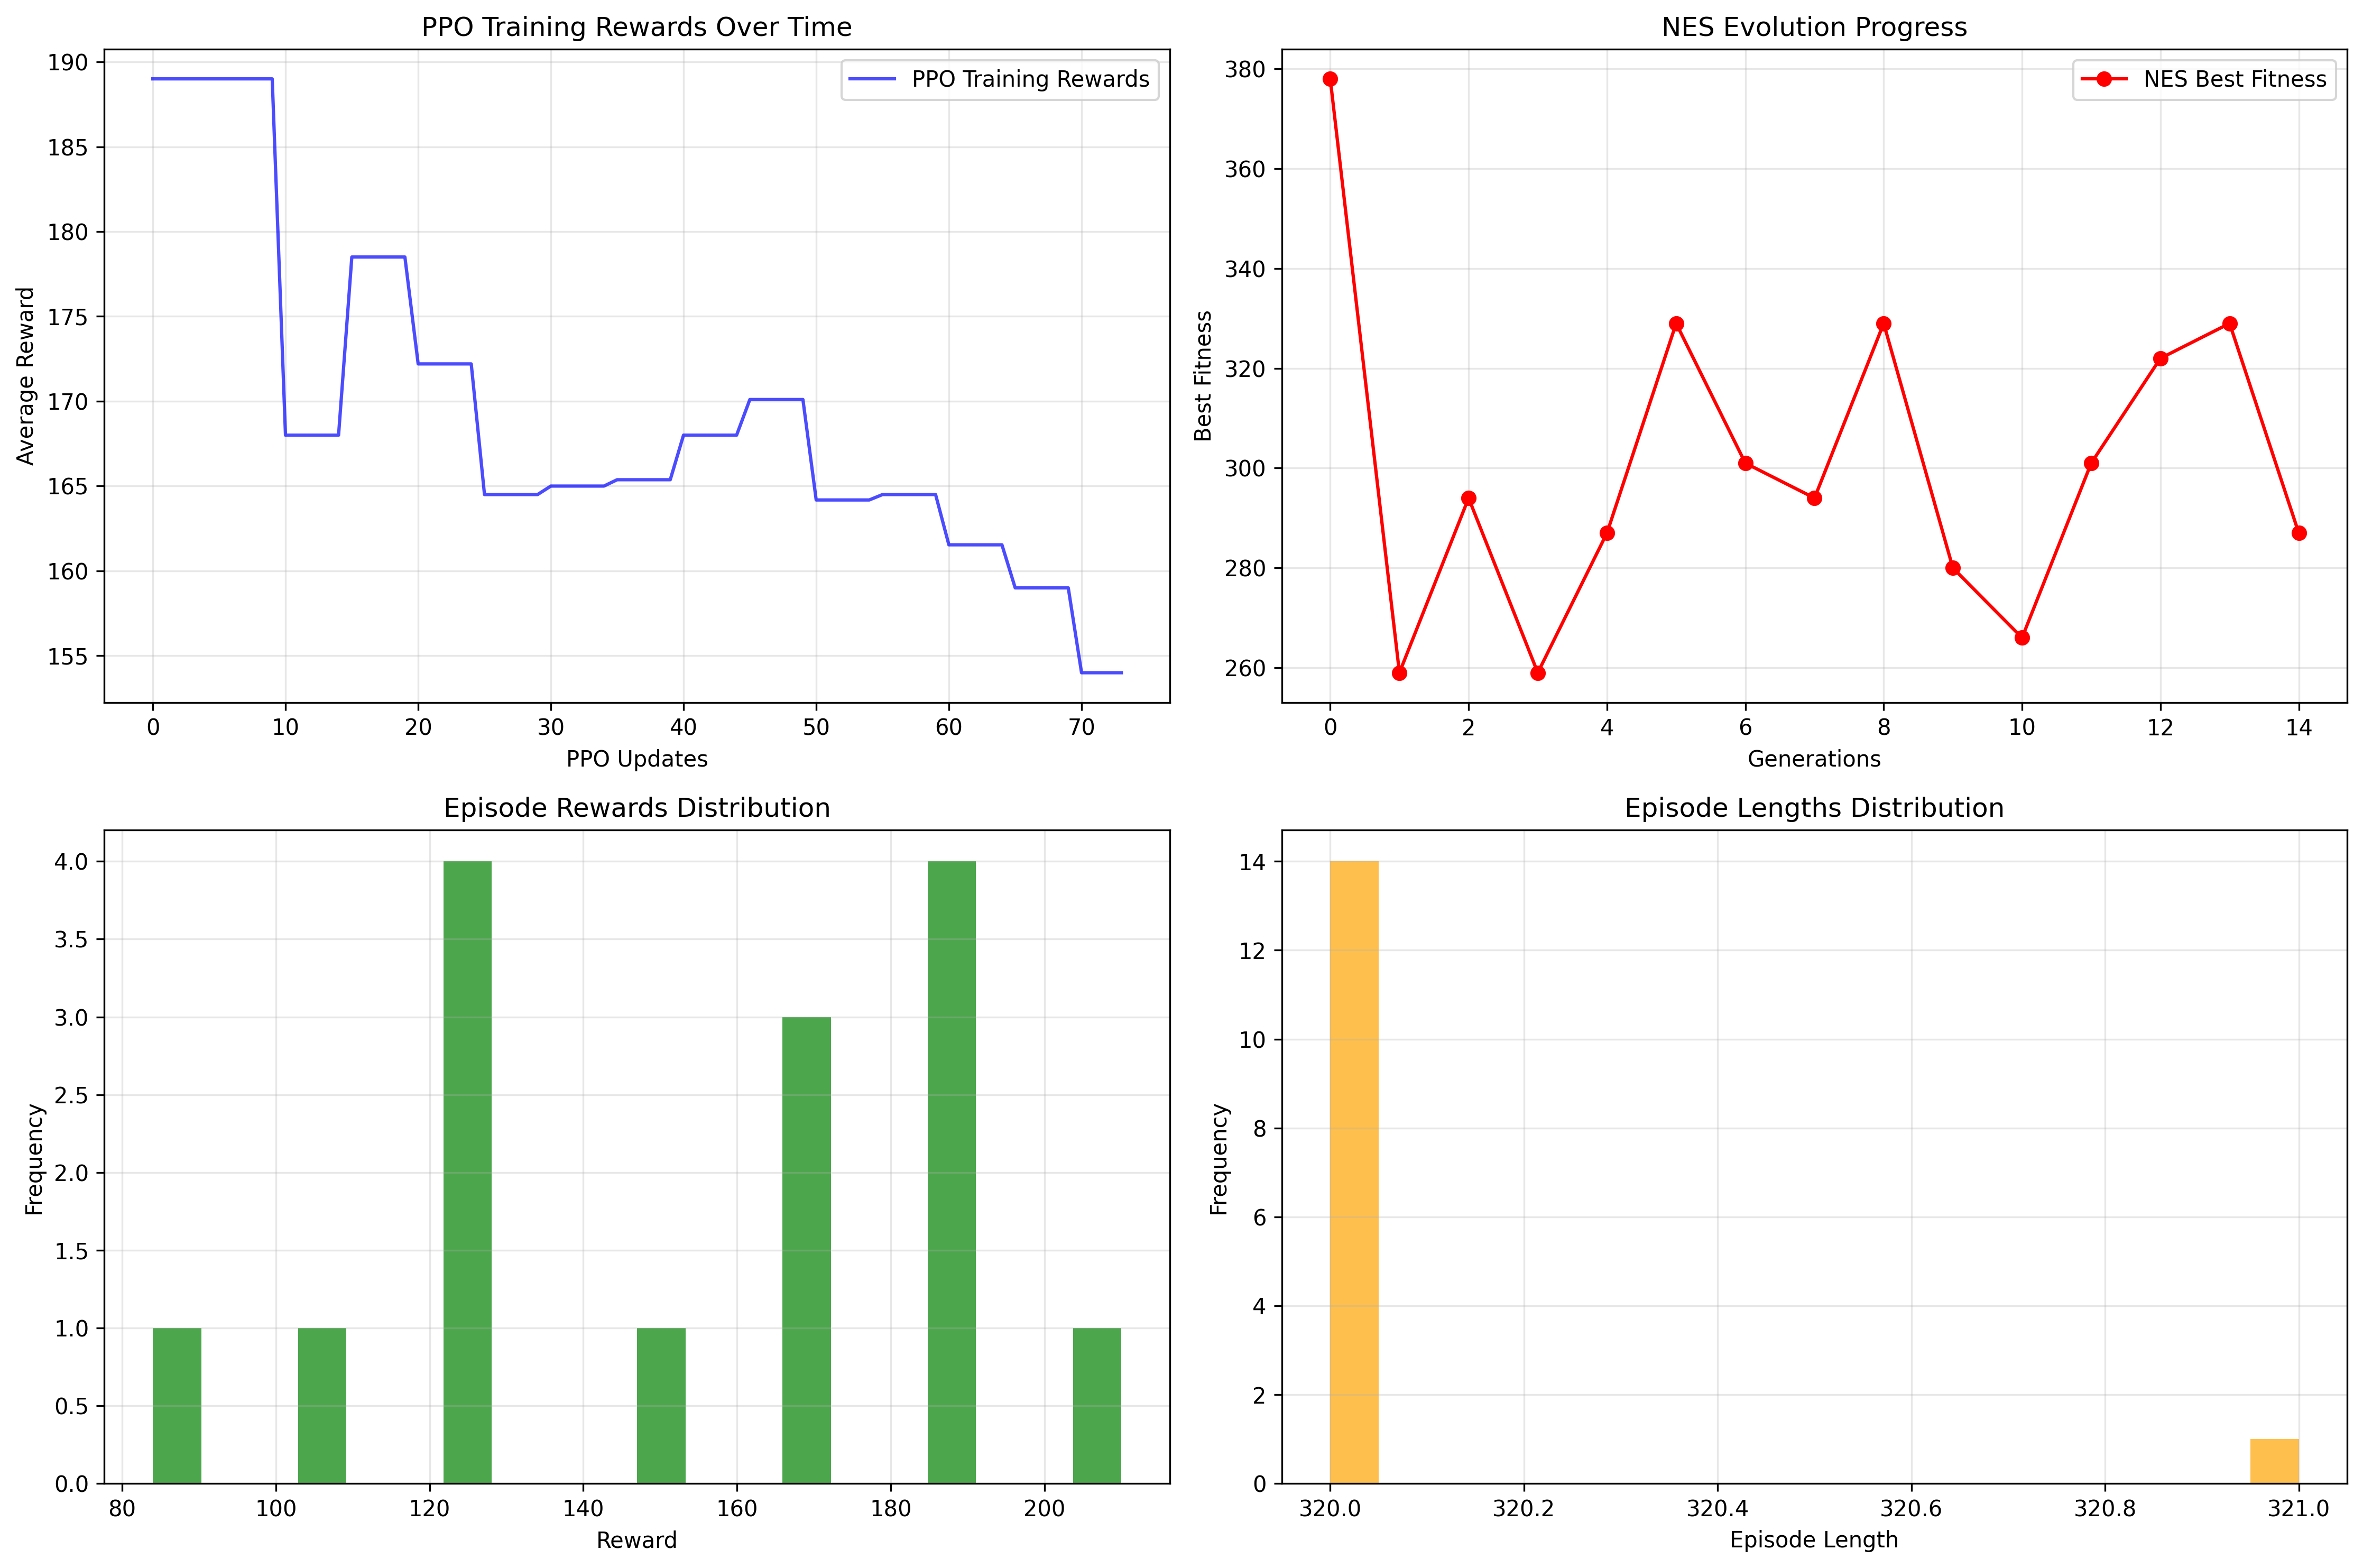 PPO Training Rewards Over Time
190
185
180
175
170
165
160
155
Average Reward
PPO Training Rewards
0 10 20 30 40 50 60 70
PPO Updates
NES Evolution Progress
380
360
340
320
300
280
260
Best Fitness
NES Best Fitness
0 2 4 6 8 10 12 14
Generations
Episode Rewards Distribution
4.0
3.5
3.0
2.5
2.0
1.5
1.0
0.5
0.0
Frequency
80 100 120 140 160 180 200
Reward
Episode Lengths Distribution
14
12
10
8
6
4
2
0
Frequency
320.0 320.2 320.4 320.6 320.8 321.0
Episode Length